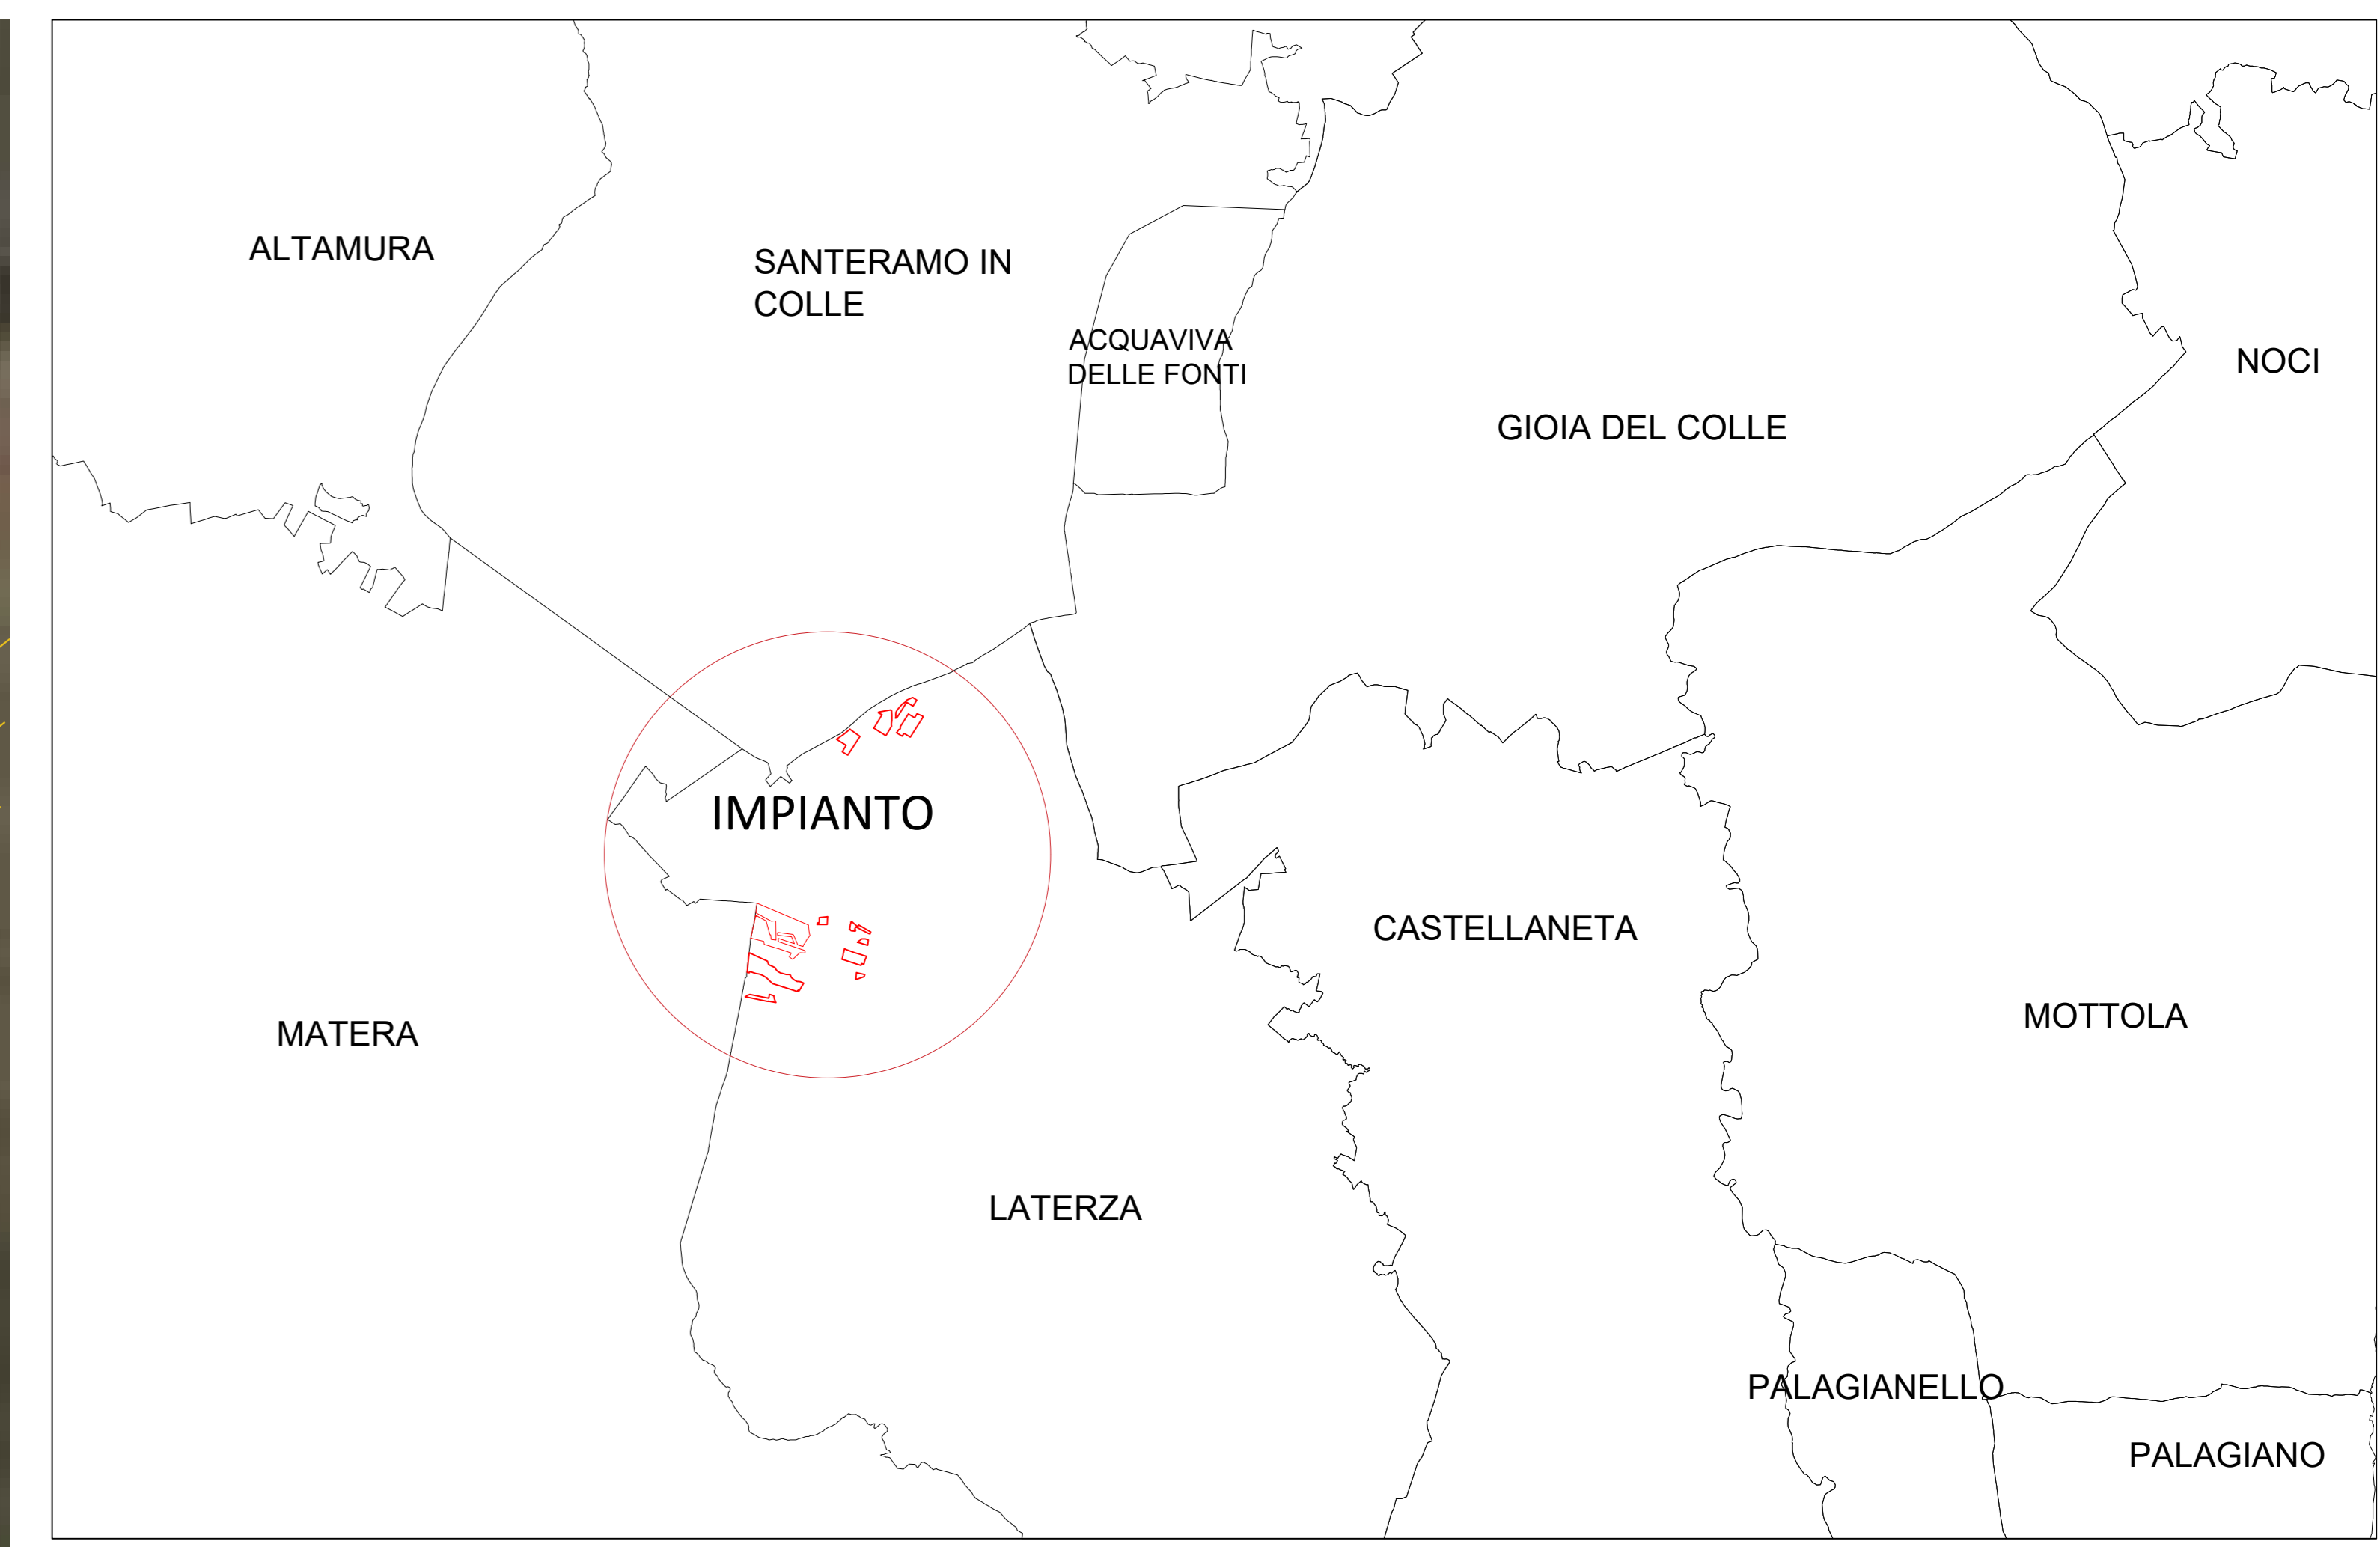 ALTAMURA
SANTERAMO IN
COLLE
ACQUAVIVA
DELLE FONTI
NOCI
GIOIA DEL COLLE
IMPIANTO
CASTELLANETA
MATERA
MOTTOLA
LATERZA
PALAGIANELLO
PALAGIANO